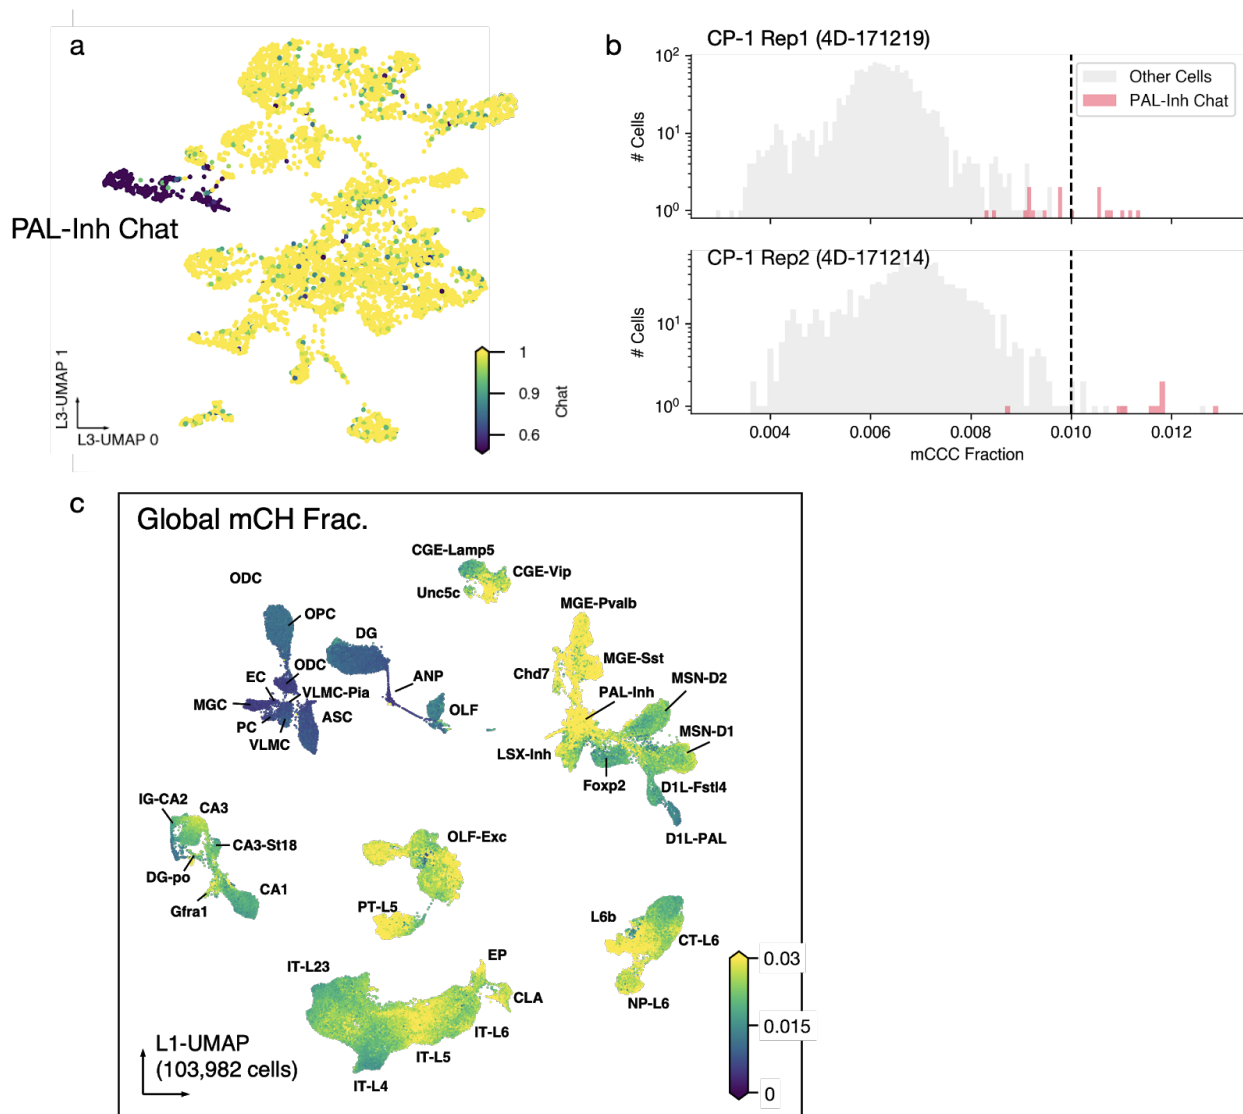 a
PAL-Inh Chat
L3-UMAP 1
L3-UMAP 0
1
0.9
0.6
Chat
b
CP-1 Rep1 (4D-171219)
# Cells
10²
10¹
10⁰
Other Cells
PAL-Inh Chat
CP-1 Rep2 (4D-171214)
# Cells
10¹
10⁰
0.004 0.006 0.008 0.010 0.012
mCCC Fraction
c
Global mCH Frac.
CGE-Lamp5
CGE-Vip
Unc5c
ODC
OPC
DG
MGE-Pvalb
MGE-Sst
Chd7
EC
ODC
ANP
PAL-Inh
MSN-D2
MGC
VLMC-Pia
OLF
PC
ASC
MSN-D1
VLMC
LSX-Inh
Foxp2
D1L-Fstl4
IG-CA2
CA3
D1L-PAL
CA3-St18
OLF-Exc
DG-po
CA1
Gfra1
PT-L5
L6b
CT-L6
EP
IT-L23
CLA
NP-L6
IT-L6
IT-L5
IT-L4
L1-UMAP
(103,982 cells)
0.03
0.015
0